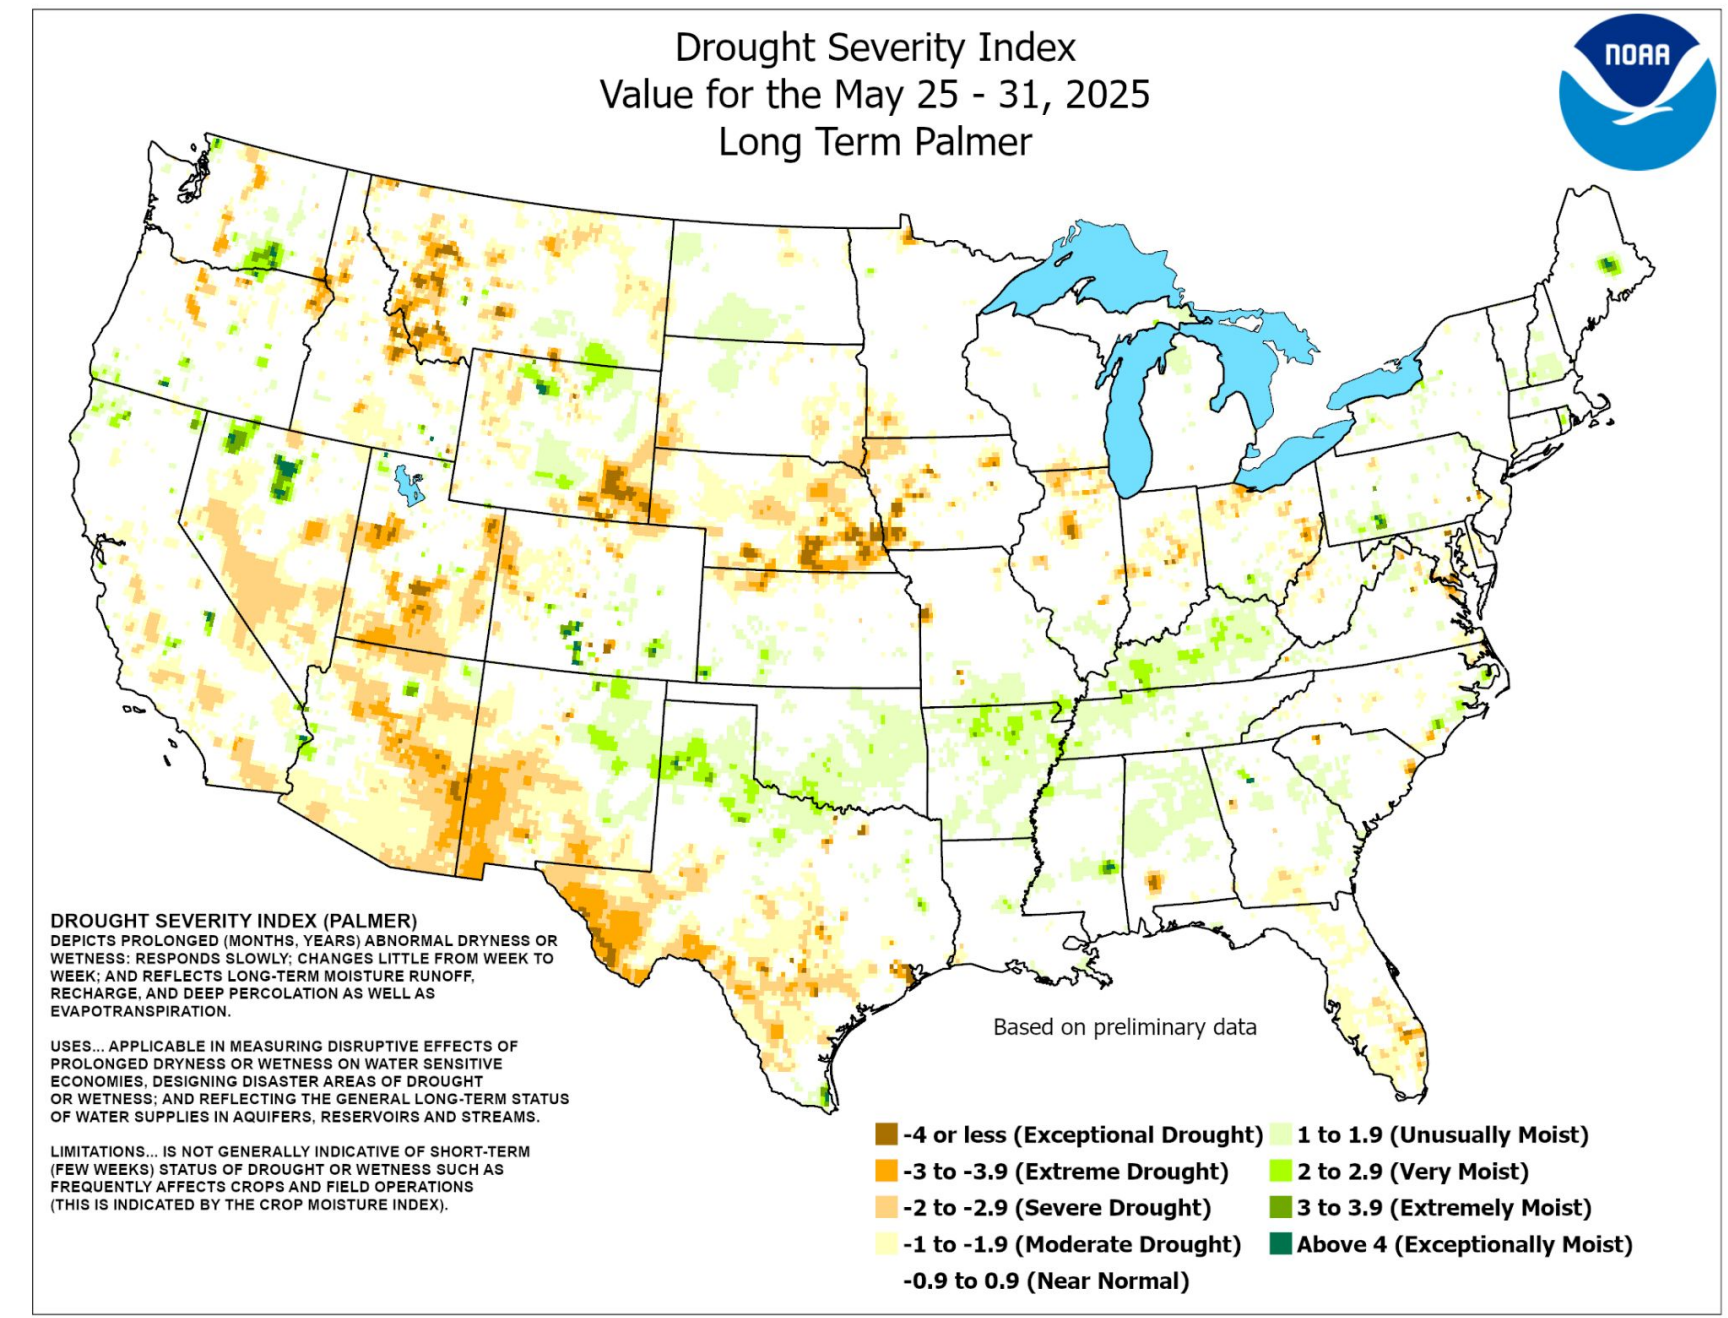 Drought Severity Index
Value for the May 25 - 31, 2025
Long Term Palmer
NOAA
DROUGHT SEVERITY INDEX (PALMER)
DEPICTS PROLONGED (MONTHS, YEARS) ABNORMAL DRYNESS OR
WETNESS: RESPONDS SLOWLY; CHANGES LITTLE FROM WEEK TO
WEEK; AND REFLECTS LONG-TERM MOISTURE RUNOFF,
RECHARGE, AND DEEP PERCOLATION AS WELL AS
EVAPOTRANSPIRATION.
USES... APPLICABLE IN MEASURING DISRUPTIVE EFFECTS OF
PROLONGED DRYNESS OR WETNESS ON WATER SENSITIVE
ECONOMIES, DESIGNING DISASTER AREAS OF DROUGHT
OR WETNESS; AND REFLECTING THE GENERAL LONG-TERM STATUS
OF WATER SUPPLIES IN AQUIFERS, RESERVOIRS AND STREAMS.
LIMITATIONS... IS NOT GENERALLY INDICATIVE OF SHORT-TERM
(FEW WEEKS) STATUS OF DROUGHT OR WETNESS SUCH AS
FREQUENTLY AFFECTS CROPS AND FIELD OPERATIONS
(THIS IS INDICATED BY THE CROP MOISTURE INDEX).
Based on preliminary data
-4 or less (Exceptional Drought)
-3 to -3.9 (Extreme Drought)
-2 to -2.9 (Severe Drought)
-1 to -1.9 (Moderate Drought)
-0.9 to 0.9 (Near Normal)
1 to 1.9 (Unusually Moist)
2 to 2.9 (Very Moist)
3 to 3.9 (Extremely Moist)
Above 4 (Exceptionally Moist)